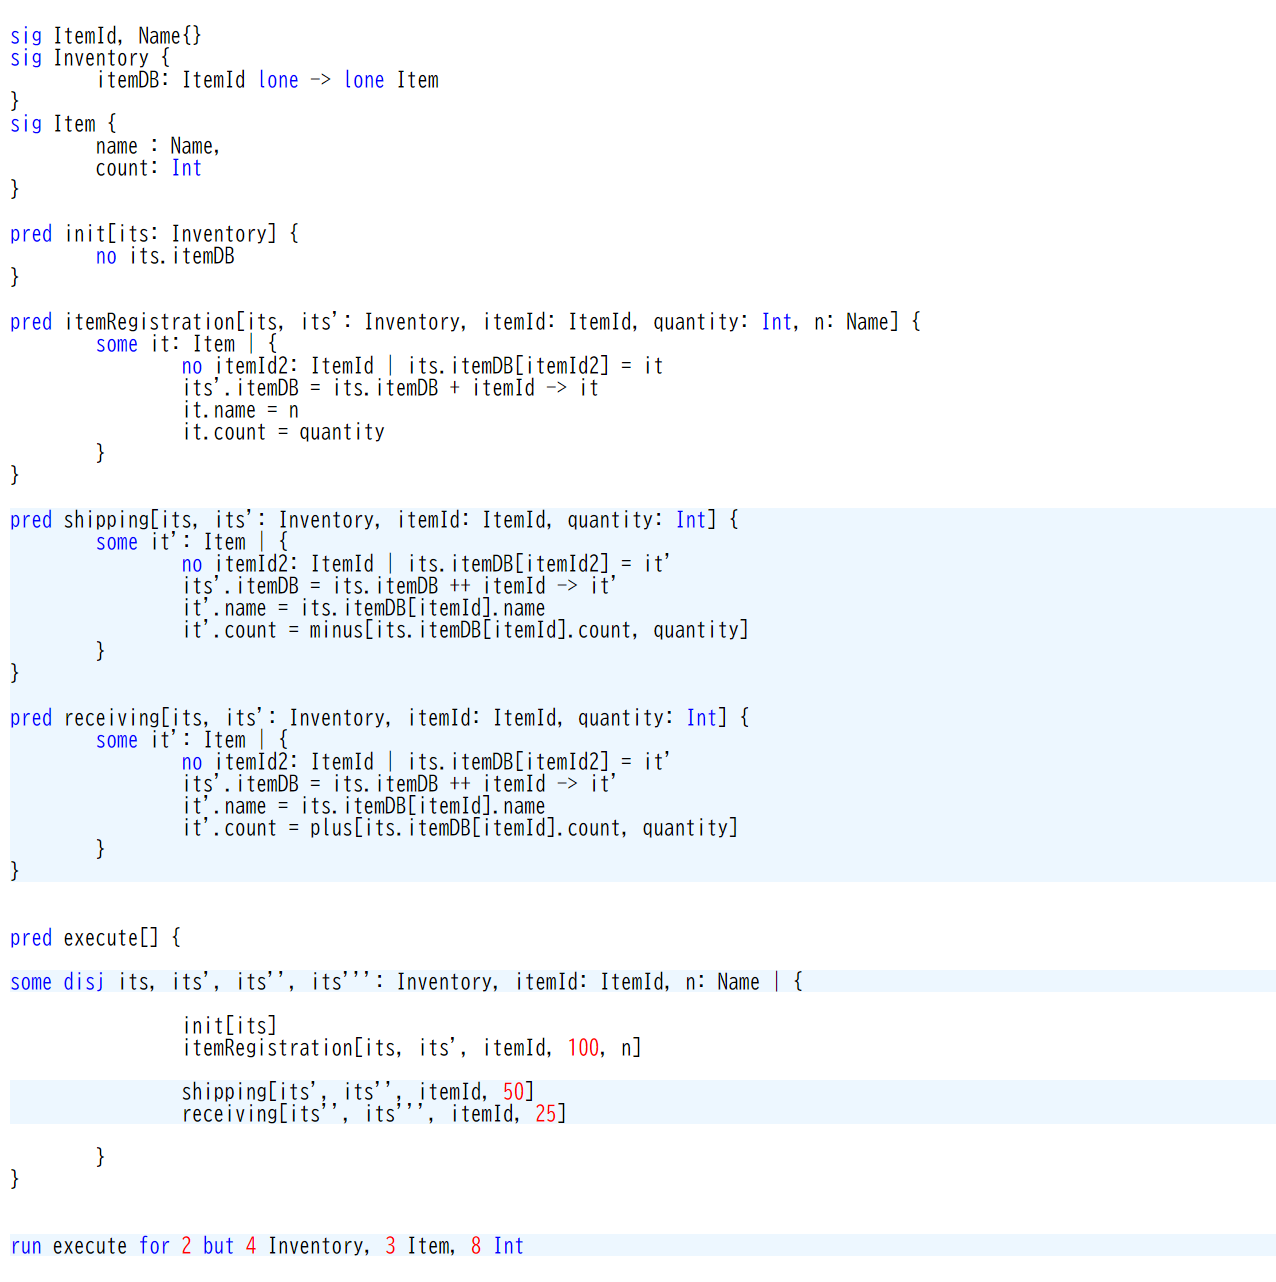 sig ItemId, Name{}
sig Inventory {
        itemDB: ItemId lone -> lone Item
}
sig Item {
        name : Name,
        count: Int
}

pred init[its: Inventory] {
        no its.itemDB
}

pred itemRegistration[its, its': Inventory, itemId: ItemId, quantity: Int, n: Name] {
        some it: Item | {
                no itemId2: ItemId | its.itemDB[itemId2] = it
                its'.itemDB = its.itemDB + itemId -> it
                it.name = n
                it.count = quantity
        }
}

pred shipping[its, its': Inventory, itemId: ItemId, quantity: Int] {
        some it': Item | {
                no itemId2: ItemId | its.itemDB[itemId2] = it'
                its'.itemDB = its.itemDB ++ itemId -> it'
                it'.name = its.itemDB[itemId].name
                it'.count = minus[its.itemDB[itemId].count, quantity]
        }
}

pred receiving[its, its': Inventory, itemId: ItemId, quantity: Int] {
        some it': Item | {
                no itemId2: ItemId | its.itemDB[itemId2] = it'
                its'.itemDB = its.itemDB ++ itemId -> it'
                it'.name = its.itemDB[itemId].name
                it'.count = plus[its.itemDB[itemId].count, quantity]
        }
}

pred execute[] {

some disj its, its', its'', its''': Inventory, itemId: ItemId, n: Name | {

                init[its]
                itemRegistration[its, its', itemId, 100, n]

                shipping[its', its'', itemId, 50]
                receiving[its'', its''', itemId, 25]

        }
}

run execute for 2 but 4 Inventory, 3 Item, 8 Int